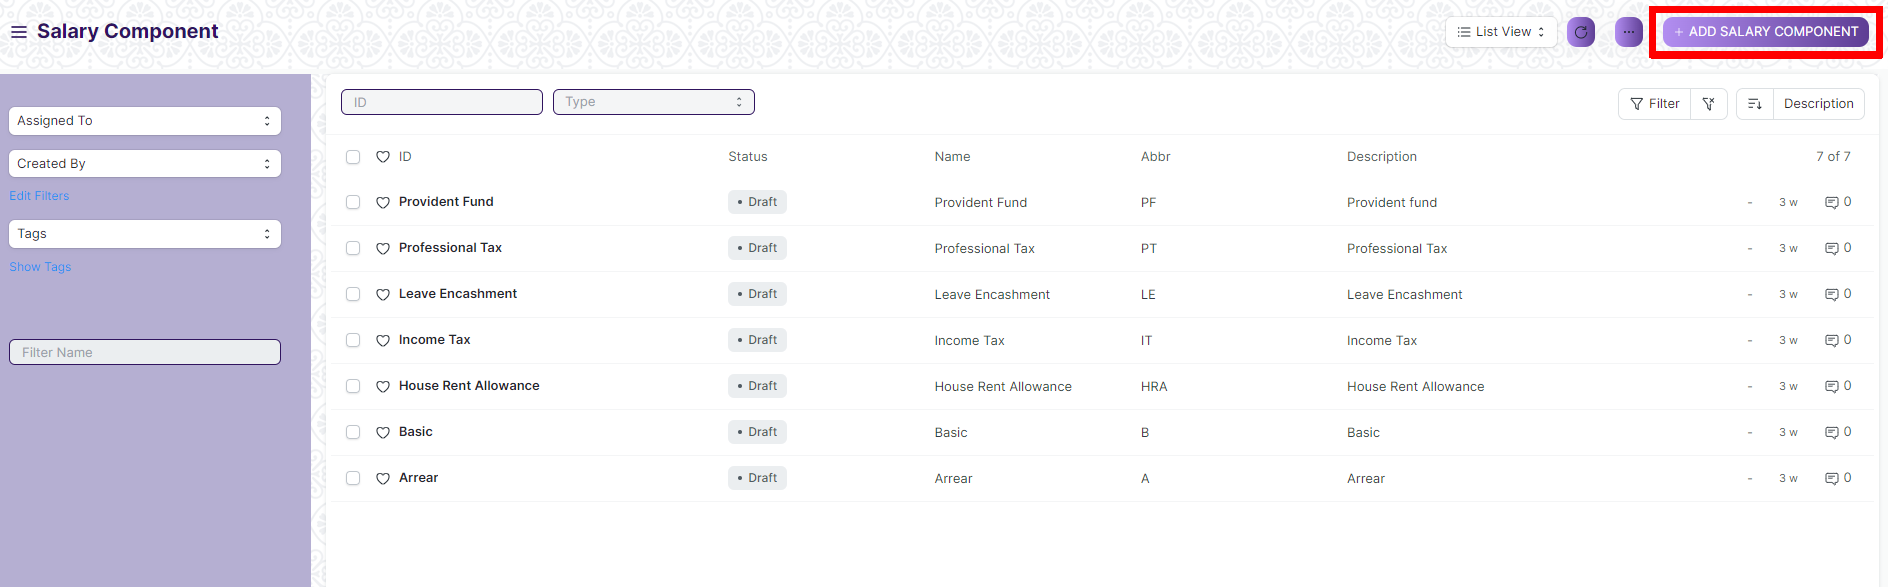 Salary Component
List View
+ ADD SALARY COMPONENT
Assigned To
Created By
Edit Filters
Tags
Show Tags
Filter Name
ID Type
Filter Description
ID Status Name Abbr Description 7 of 7
Provident Fund • Draft Provident Fund PF Provident fund - 3 w 0
Professional Tax • Draft Professional Tax PT Professional Tax - 3 w 0
Leave Encashment • Draft Leave Encashment LE Leave Encashment - 3 w 0
Income Tax • Draft Income Tax IT Income Tax - 3 w 0
House Rent Allowance • Draft House Rent Allowance HRA House Rent Allowance - 3 w 0
Basic • Draft Basic B Basic - 3 w 0
Arrear • Draft Arrear A Arrear - 3 w 0